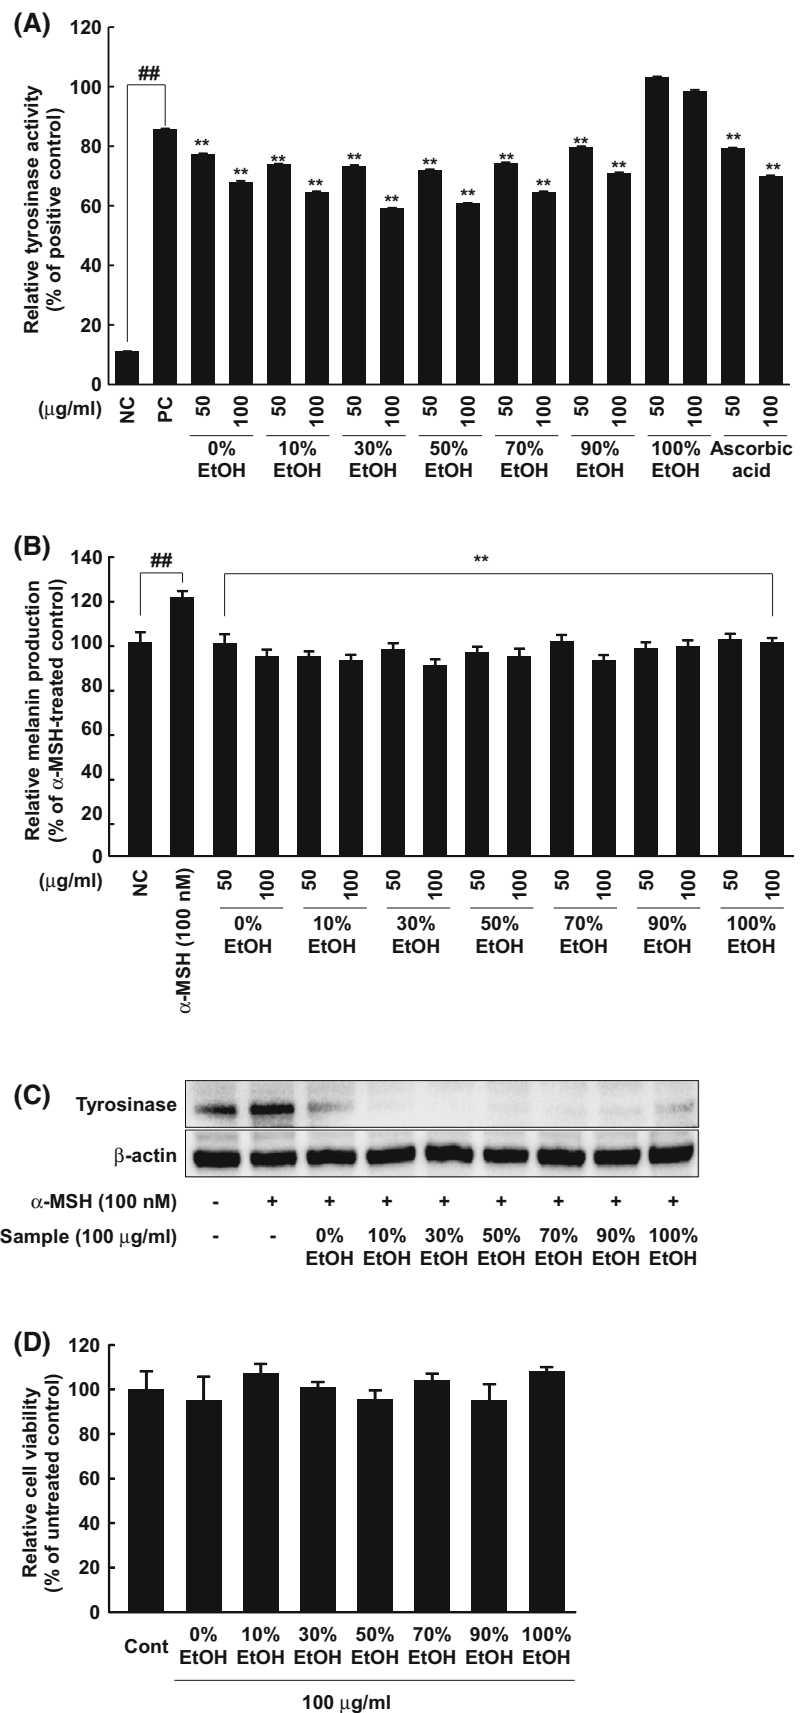 (A)
Relative tyrosinase activity
(% of positive control)
120
100
80
60
40
20
0
##
** ** ** ** ** ** ** ** ** ** ** ** ** **
(μg/ml) NC PC 50 100 50 100 50 100 50 100 50 100 50 100 50 100 50 100
0% 10% 30% 50% 70% 90% 100% Ascorbic
EtOH EtOH EtOH EtOH EtOH EtOH EtOH acid
(B)
Relative melanin production
(% of α-MSH-treated control)
140
120
100
80
60
40
20
0
##
**
(μg/ml) NC α-MSH (100 nM) 50 100 50 100 50 100 50 100 50 100 50 100 50 100
0% 10% 30% 50% 70% 90% 100%
EtOH EtOH EtOH EtOH EtOH EtOH EtOH
(C)
Tyrosinase
β-actin
α-MSH (100 nM) - + + + + + + + +
Sample (100 μg/ml) - - 0% 10% 30% 50% 70% 90% 100%
EtOH EtOH EtOH EtOH EtOH EtOH EtOH
(D)
Relative cell viability
(% of untreated control)
120
100
80
60
40
20
0
Cont 0% 10% 30% 50% 70% 90% 100%
EtOH EtOH EtOH EtOH EtOH EtOH EtOH
100 μg/ml